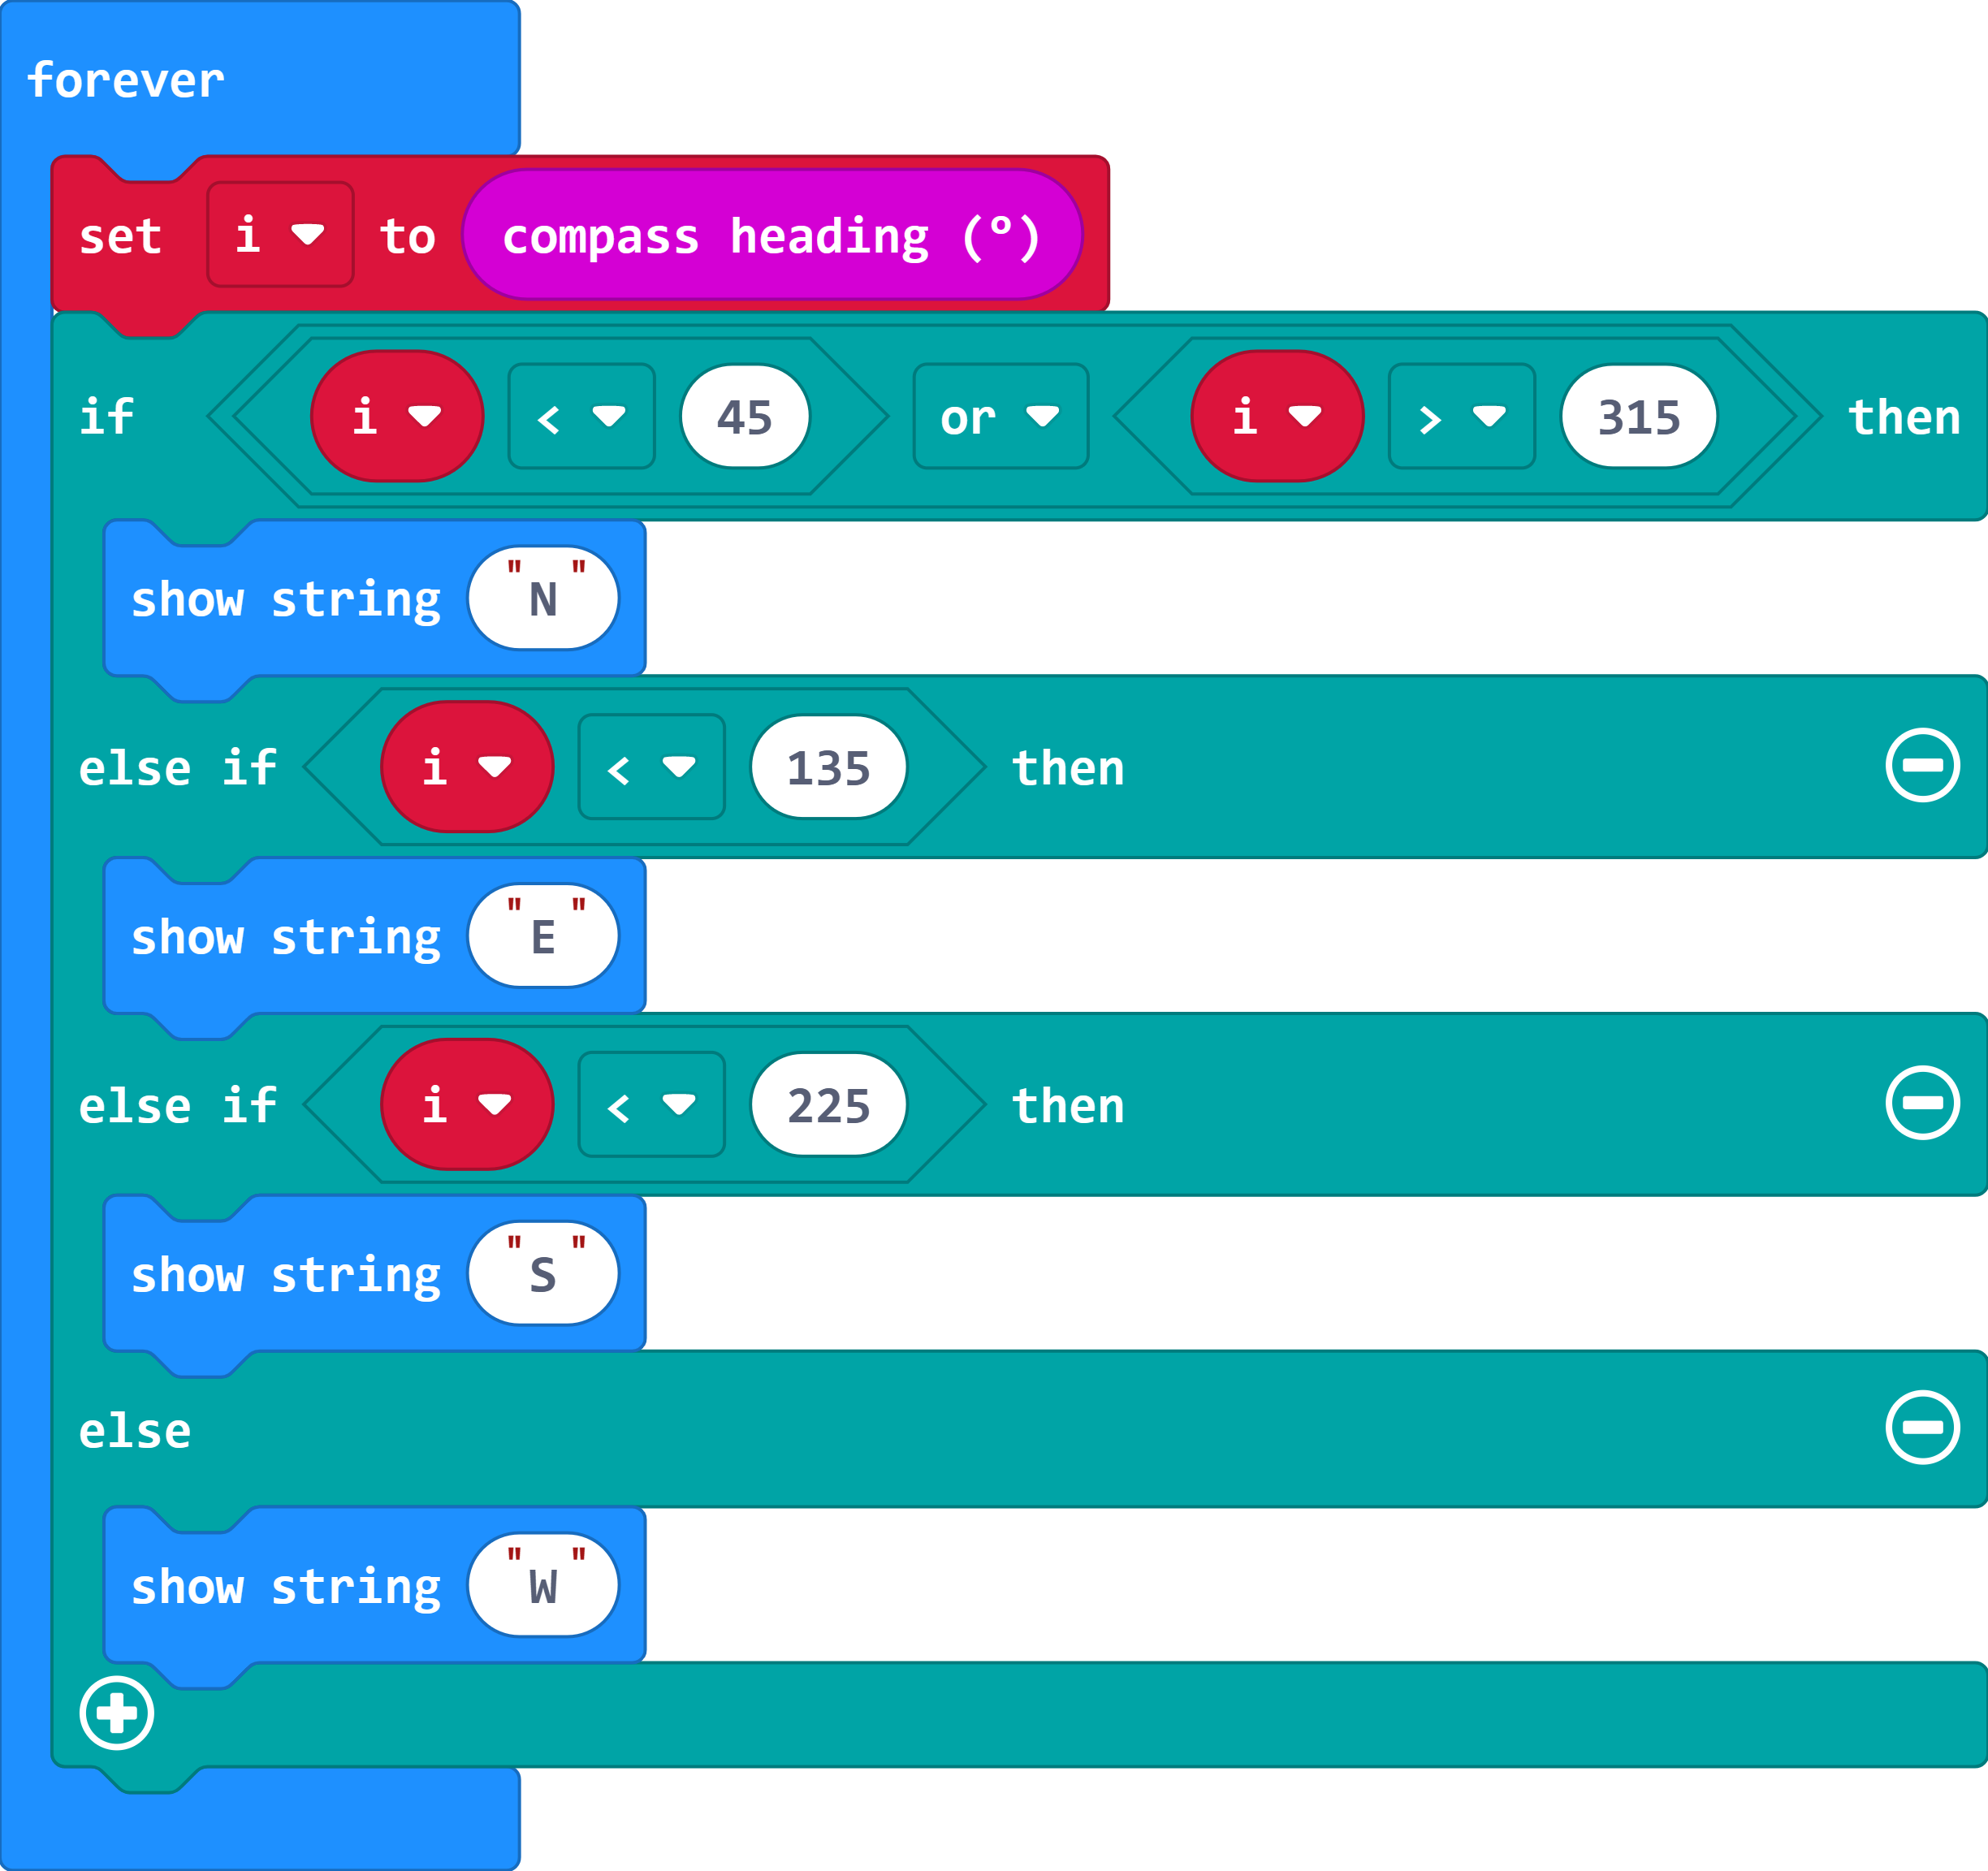 forever
set i to compass heading (°)
if i < 45 or i > 315 then
show string "N"
else if i < 135 then
show string "E"
else if i < 225 then
show string "S"
else
show string "W"